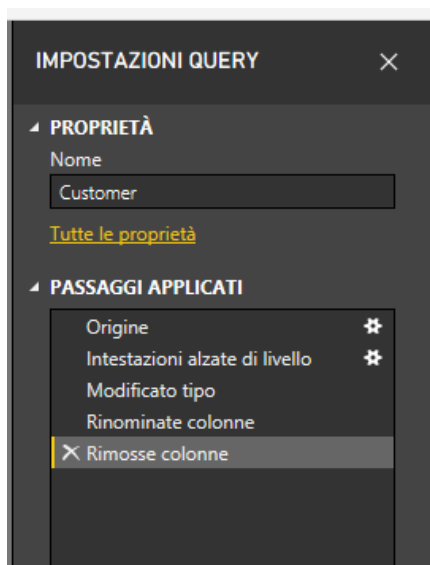 IMPOSTAZIONI QUERY
PROPRIETÀ
Nome
Customer
Tutte le proprietà
PASSAGGI APPLICATI
Origine
Intestazioni alzate di livello
Modificato tipo
Rinominate colonne
Rimosse colonne